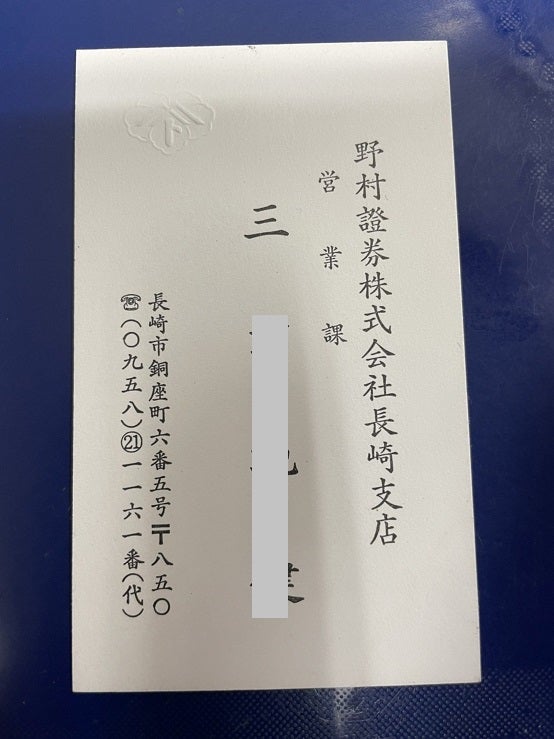 野村證券株式会社長崎支店
営業課
三
長崎市銅座町六番五号〒八五〇
☎(〇九五八)㉑一一六一番(代)